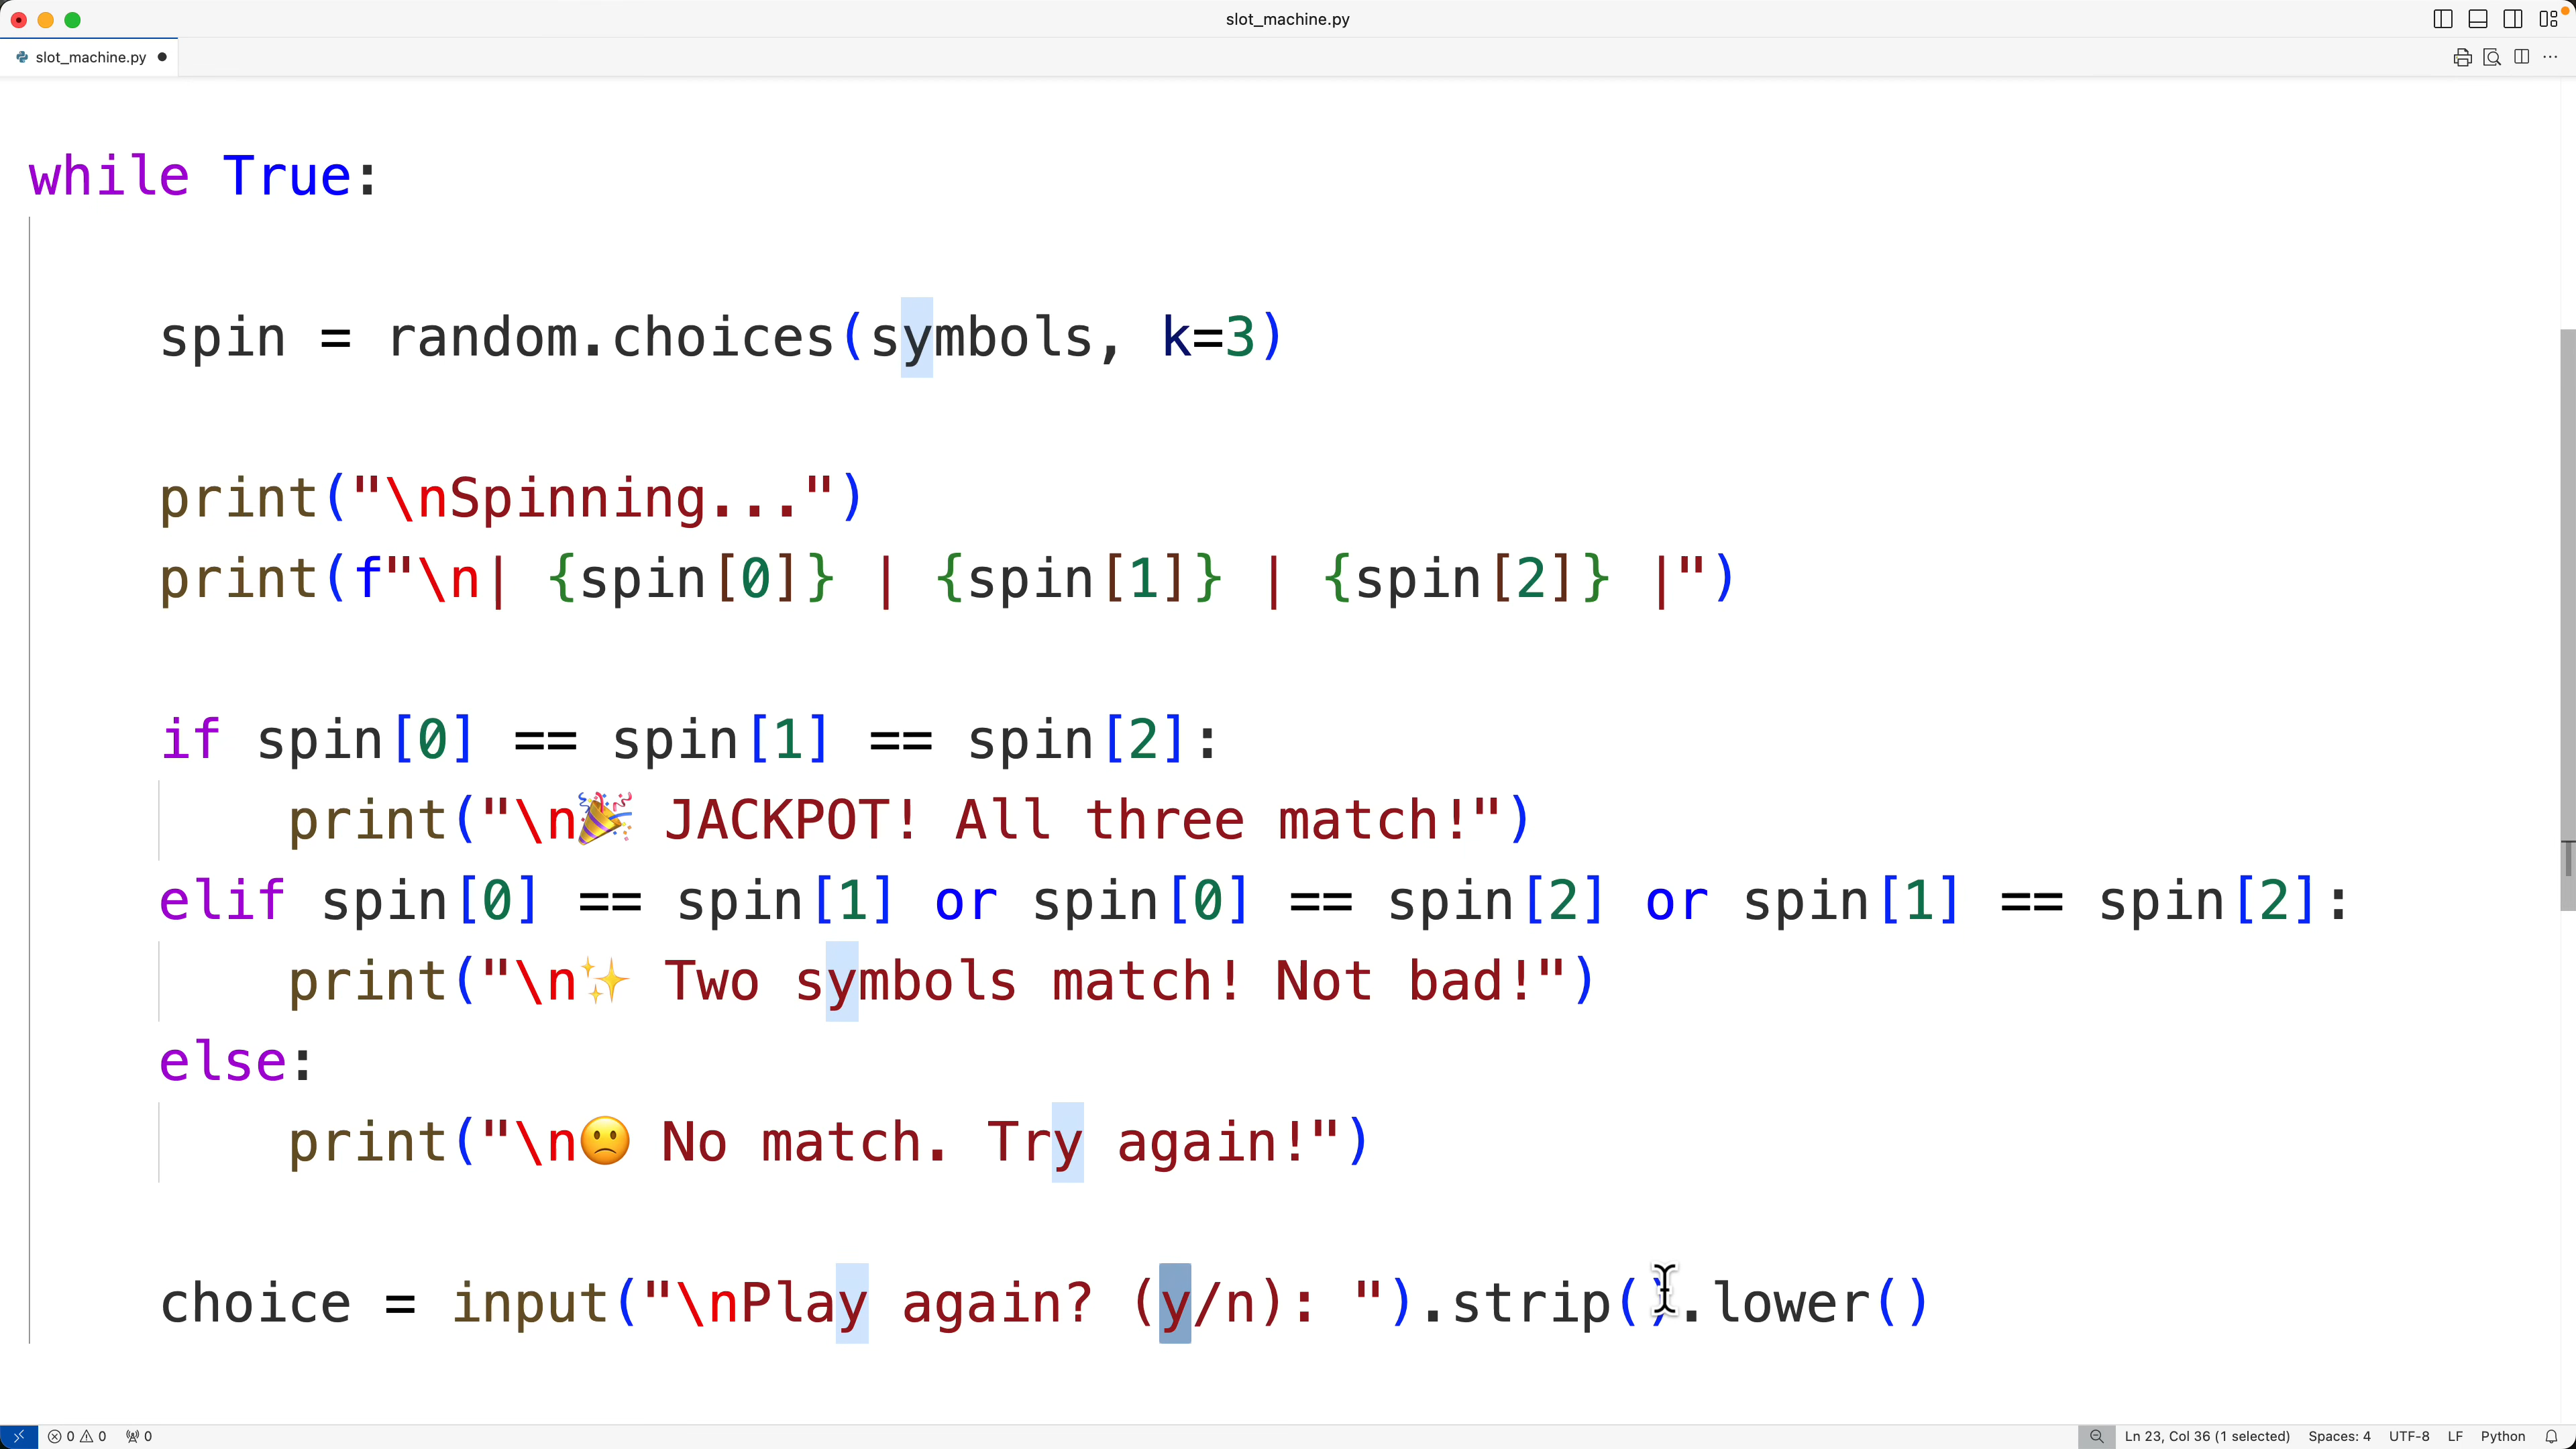 slot_machine.py
slot_machine.py
while True:
spin = random.choices(symbols, k=3)
print("\nSpinning...")
print(f"\n| {spin[0]} | {spin[1]} | {spin[2]} |")
if spin[0] == spin[1] == spin[2]:
print("\n🎉 JACKPOT! All three match!")
elif spin[0] == spin[1] or spin[0] == spin[2] or spin[1] == spin[2]:
print("\n✨ Two symbols match! Not bad!")
else:
print("\n🙁 No match. Try again!")
choice = input("\nPlay again? (y/n): ").strip().lower()
0 0 0 Ln 23, Col 36 (1 selected) Spaces: 4 UTF-8 LF Python